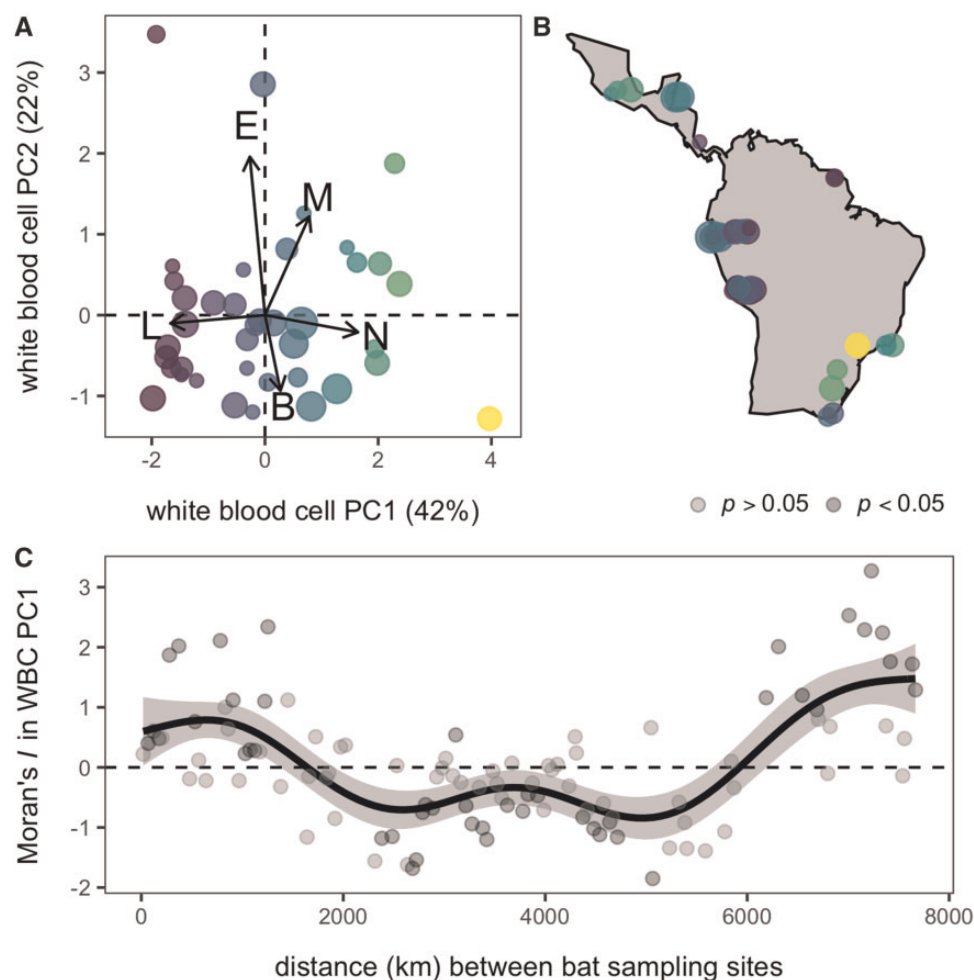 A
B
white blood cell PC2 (22%)
3
2
1
0
-1
E
M
L
N
B
-2
0
2
4
white blood cell PC1 (42%)
p > 0.05
p < 0.05
C
Moran's I in WBC PC1
3
2
1
0
-1
-2
0
2000
4000
6000
8000
distance (km) between bat sampling sites